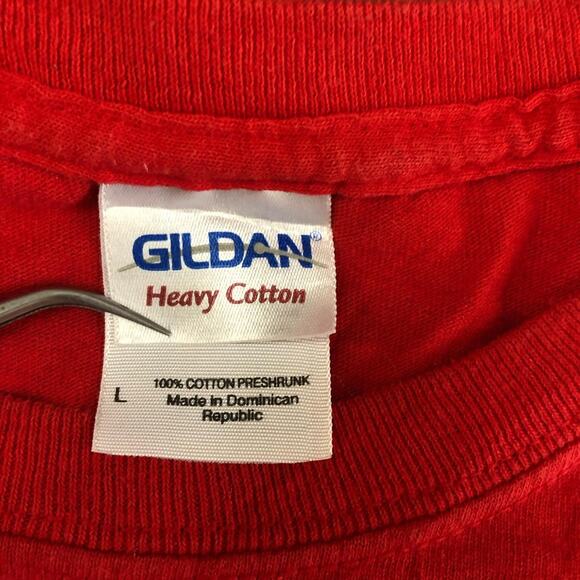 GILDAN®
Heavy Cotton
L
100% COTTON PRESHRUNK
Made in Dominican
Republic